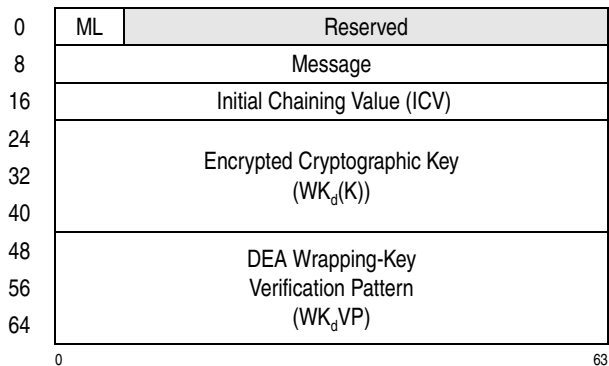 0 ML Reserved
8 Message
16 Initial Chaining Value (ICV)
24
Encrypted Cryptographic Key
32
(WKd(K))
40
48 DEA Wrapping-Key
56 Verification Pattern
64 (WKdVP)
0 63